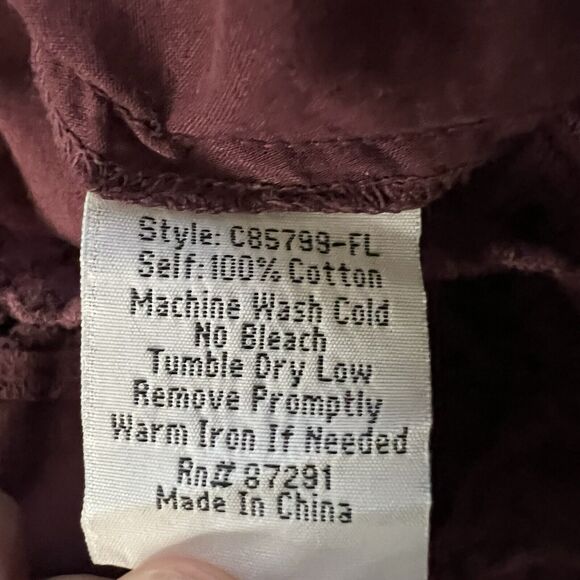 Style: C85799-FL
Self:100% Cotton
Machine Wash Cold
No Bleach
Tumble Dry Low
Remove Promptly
Warm Iron If Needed
Rn# 87291
Made In China